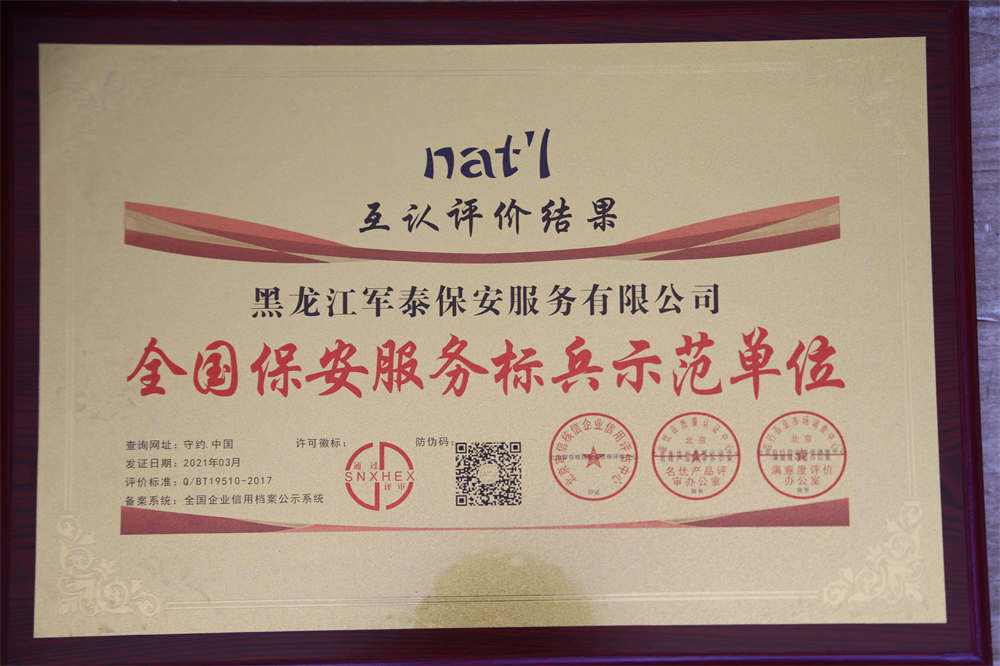 nat'l
互认评价结果
黑龙江军泰保安服务有限公司
全国保安服务标兵示范单位
查询网址：守约.中国
发证日期：2021年03月
评价标准：Q/BT19510-2017
备案系统：全国企业信用档案公示系统
许可徽标：
SNXHEX
防伪码：
北京
名优产品评
审办公室
北京
满意度评价
办公室